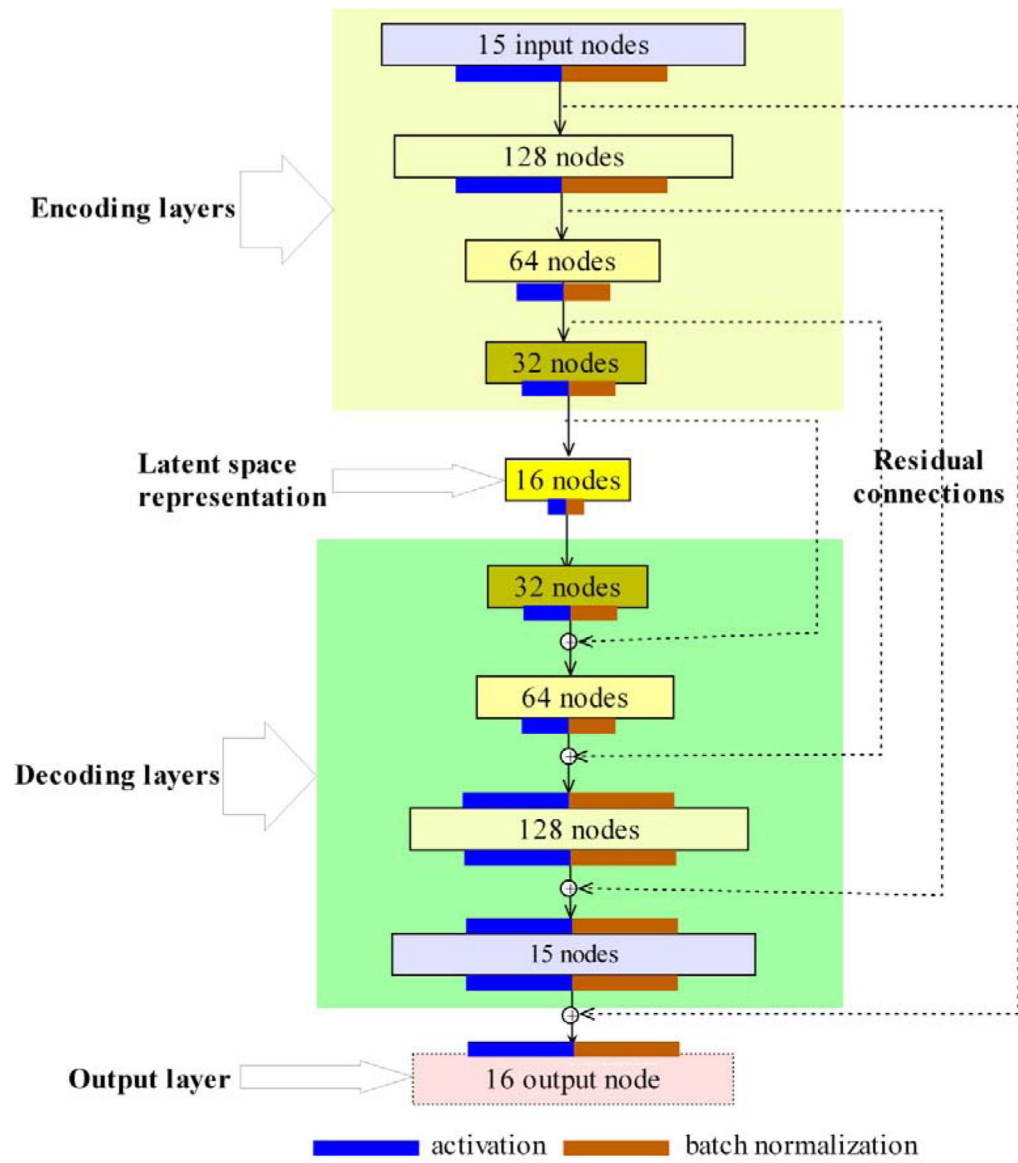 15 input nodes
128 nodes
Encoding layers
64 nodes
32 nodes
Latent space
representation
16 nodes
Residual
connections
32 nodes
64 nodes
Decoding layers
128 nodes
15 nodes
Output layer
16 output node
activation
batch normalization